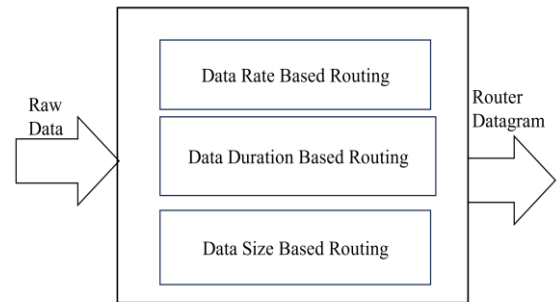 Raw
Data
Data Rate Based Routing
Data Duration Based Routing
Data Size Based Routing
Router
Datagram